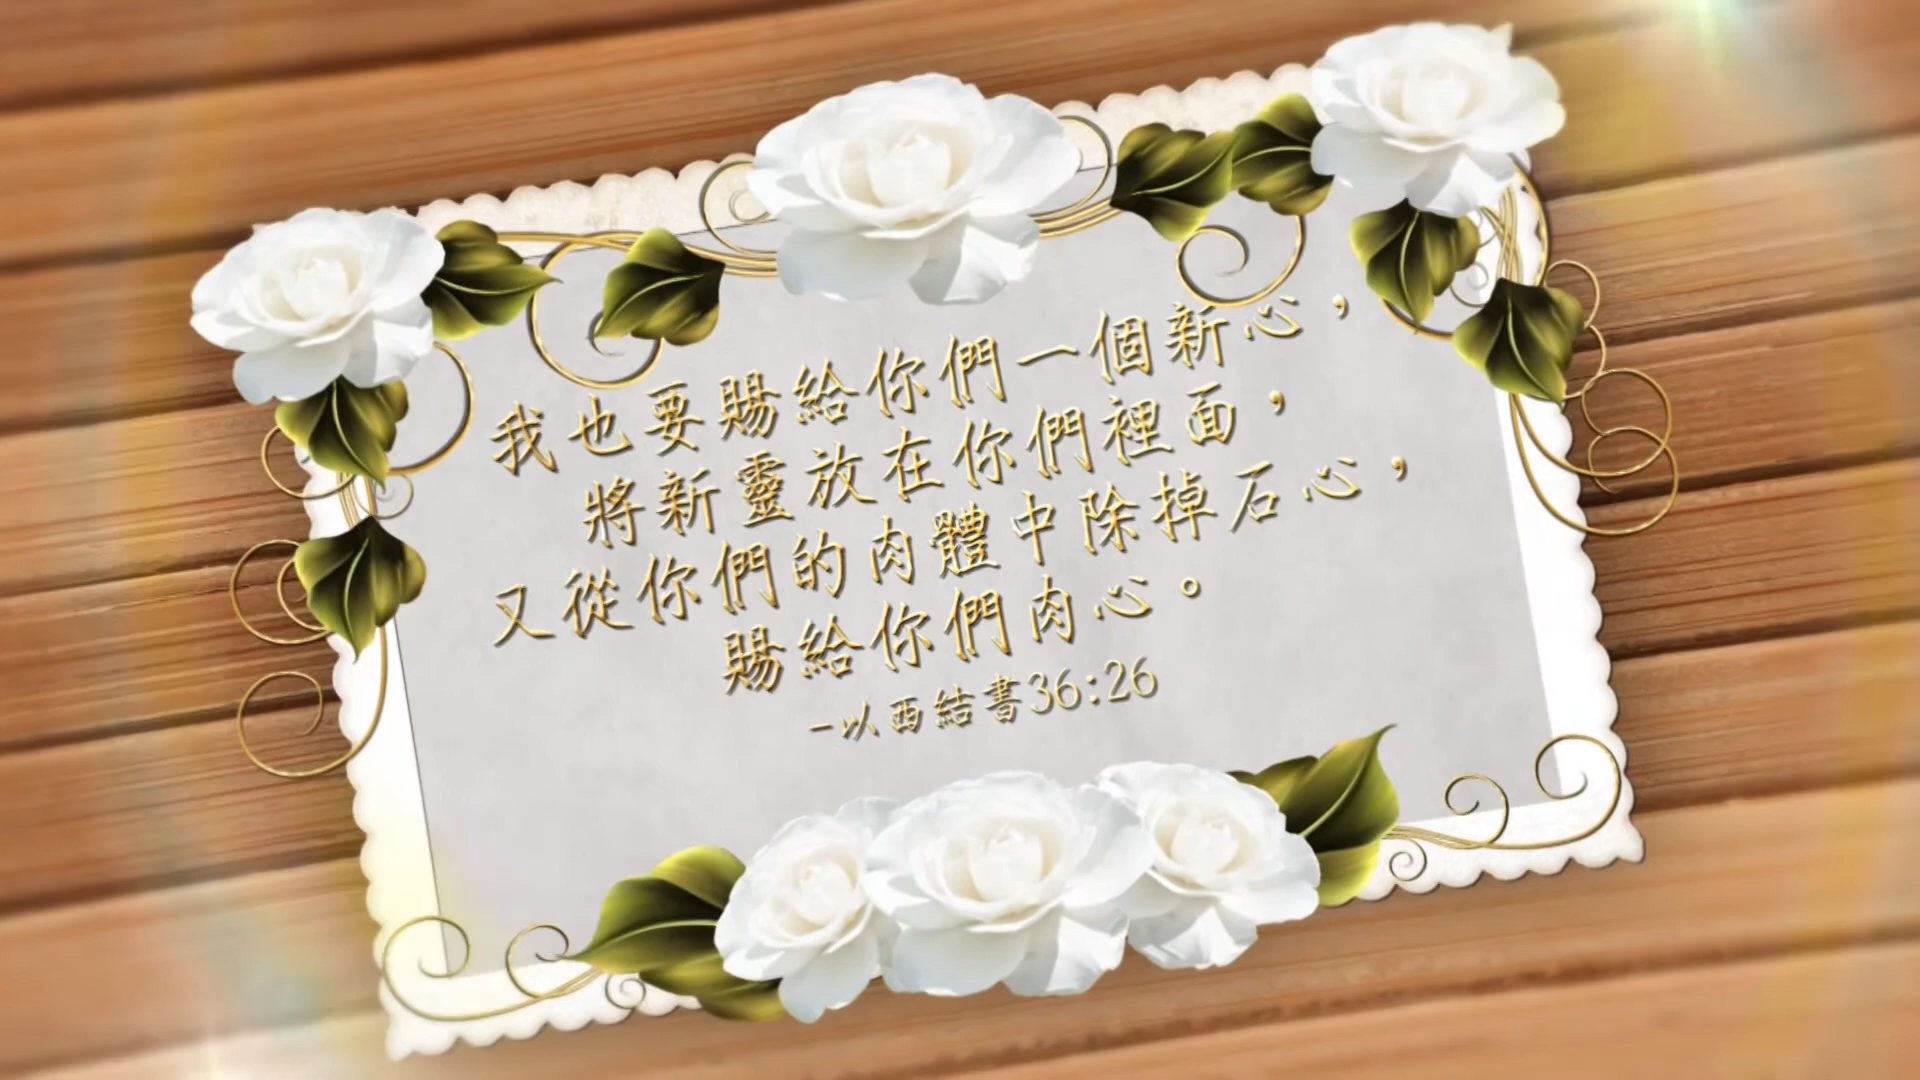 我也要賜給你們一個新心，
將新靈放在你們裡面，
又從你們的肉體中除掉石心，
賜給你們肉心。
-以西結書36:26